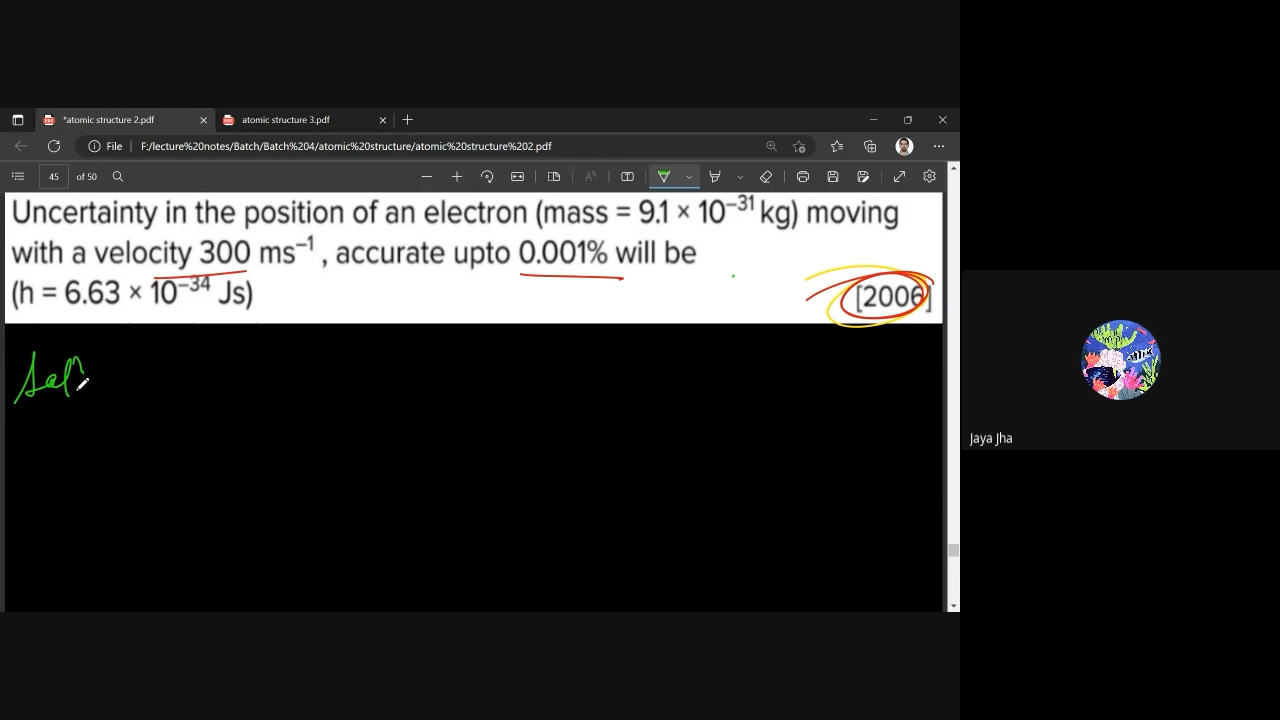 *atomic structure 2.pdf
atomic structure 3.pdf
File F:/lecture%20notes/Batch/Batch%204/atomic%20structure/atomic%20structure%202.pdf
45 of 50
Uncertainty in the position of an electron (mass = 9.1 × 10⁻³¹ kg) moving
with a velocity 300 ms⁻¹ , accurate upto 0.001% will be
(h = 6.63 × 10⁻³⁴ Js) [2006]
Solⁿ
Jaya Jha